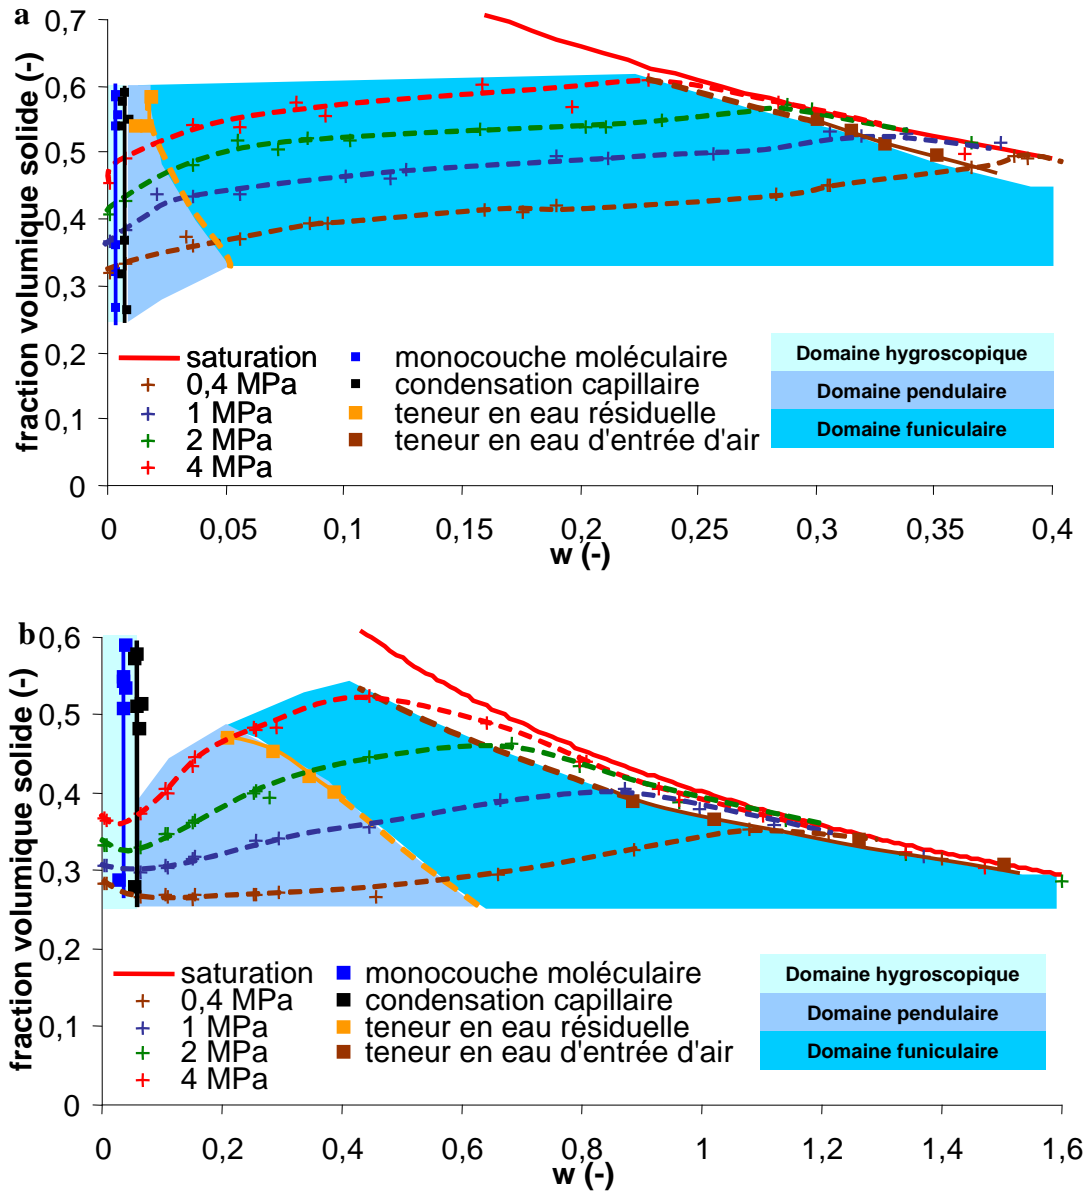 a
fraction volumique solide (-)
0,7
0,6
0,5
0,4
0,3
0,2
0,1
0
0 0,05 0,1 0,15 0,2 0,25 0,3 0,35 0,4
w (-)
saturation
0,4 MPa
1 MPa
2 MPa
4 MPa
monocouche moléculaire
condensation capillaire
teneur en eau résiduelle
teneur en eau d'entrée d'air
Domaine hygroscopique
Domaine pendulaire
Domaine funiculaire
b
fraction volumique solide (-)
0,6
0,5
0,4
0,3
0,2
0,1
0
0 0,2 0,4 0,6 0,8 1 1,2 1,4 1,6
w (-)
saturation
0,4 MPa
1 MPa
2 MPa
4 MPa
monocouche moléculaire
condensation capillaire
teneur en eau résiduelle
teneur en eau d'entrée d'air
Domaine hygroscopique
Domaine pendulaire
Domaine funiculaire